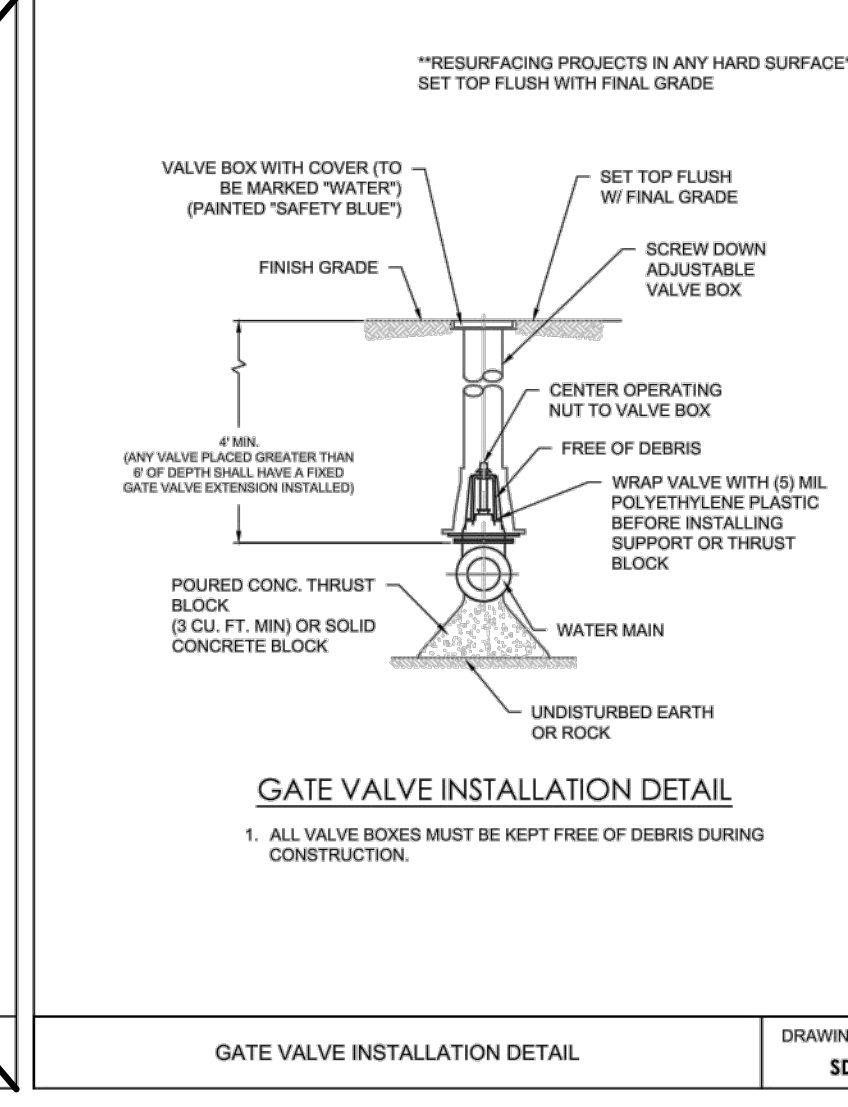 **RESURFACING PROJECTS IN ANY HARD SURFACE*
SET TOP FLUSH WITH FINAL GRADE
VALVE BOX WITH COVER (TO
BE MARKED "WATER")
(PAINTED "SAFETY BLUE")
SET TOP FLUSH
W/ FINAL GRADE
FINISH GRADE
SCREW DOWN
ADJUSTABLE
VALVE BOX
CENTER OPERATING
NUT TO VALVE BOX
4' MIN.
(ANY VALVE PLACED GREATER THAN
6' OF DEPTH SHALL HAVE A FIXED
GATE VALVE EXTENSION INSTALLED)
FREE OF DEBRIS
WRAP VALVE WITH (5) MIL
POLYETHYLENE PLASTIC
BEFORE INSTALLING
SUPPORT OR THRUST
BLOCK
POURED CONC. THRUST
BLOCK
(3 CU. FT. MIN) OR SOLID
CONCRETE BLOCK
WATER MAIN
UNDISTURBED EARTH
OR ROCK
GATE VALVE INSTALLATION DETAIL
1. ALL VALVE BOXES MUST BE KEPT FREE OF DEBRIS DURING
CONSTRUCTION.
GATE VALVE INSTALLATION DETAIL
DRAWIN
SD